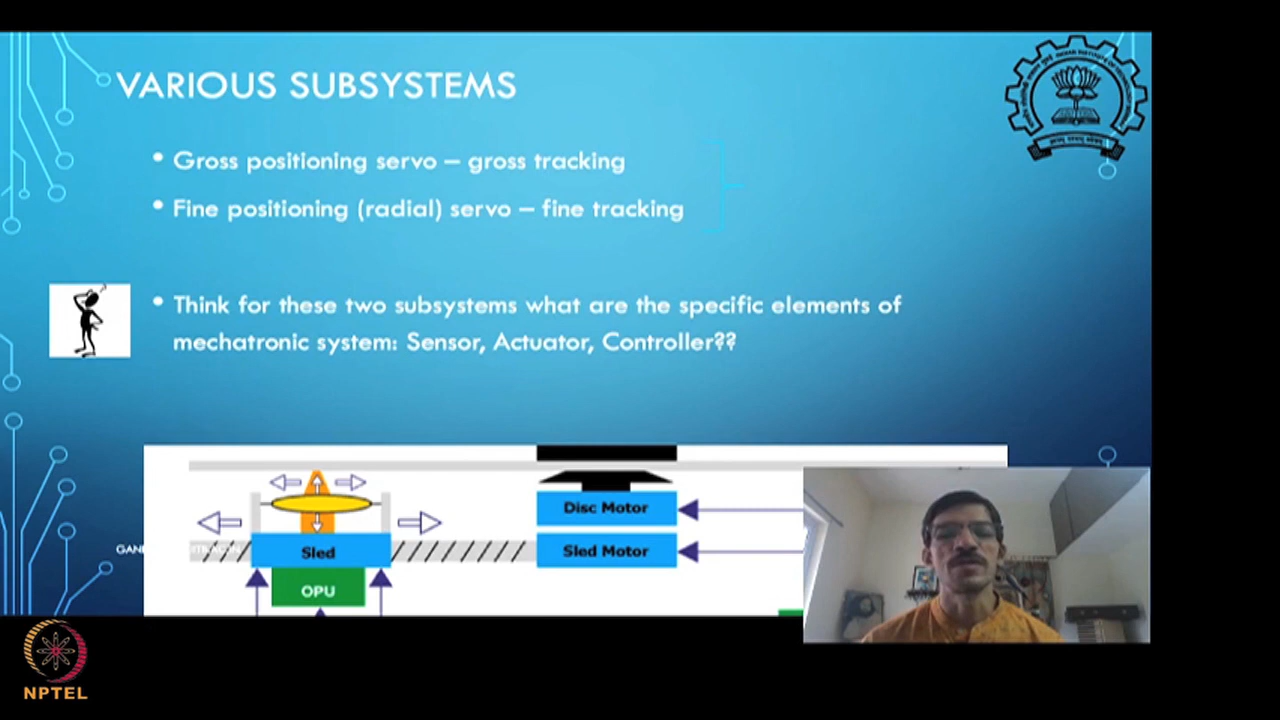 VARIOUS SUBSYSTEMS
• Gross positioning servo – gross tracking
• Fine positioning (radial) servo – fine tracking
• Think for these two subsystems what are the specific elements of
mechatronic system: Sensor, Actuator, Controller??
Disc Motor
Sled
Sled Motor
OPU
NPTEL